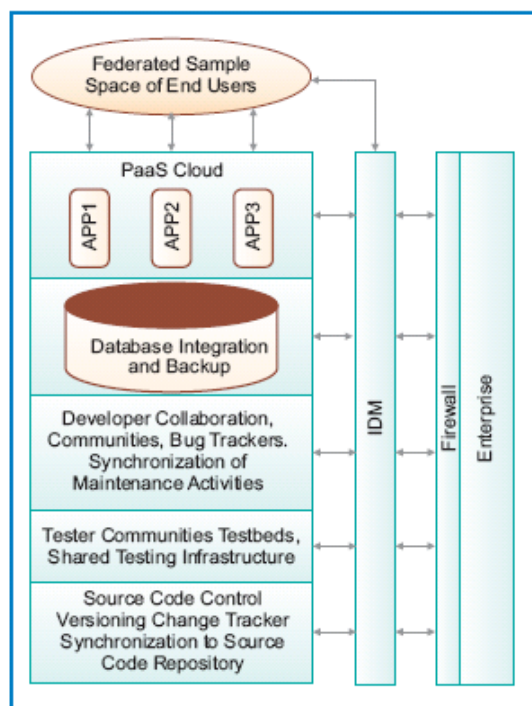 Federated Sample
Space of End Users
PaaS Cloud
APP1
APP2
APP3
Database Integration
and Backup
Developer Collaboration,
Communities, Bug Trackers.
Synchronization of
Maintenance Activities
Tester Communities Testbeds,
Shared Testing Infrastructure
Source Code Control
Versioning Change Tracker
Synchronization to Source
Code Repository
IDM
Firewall
Enterprise